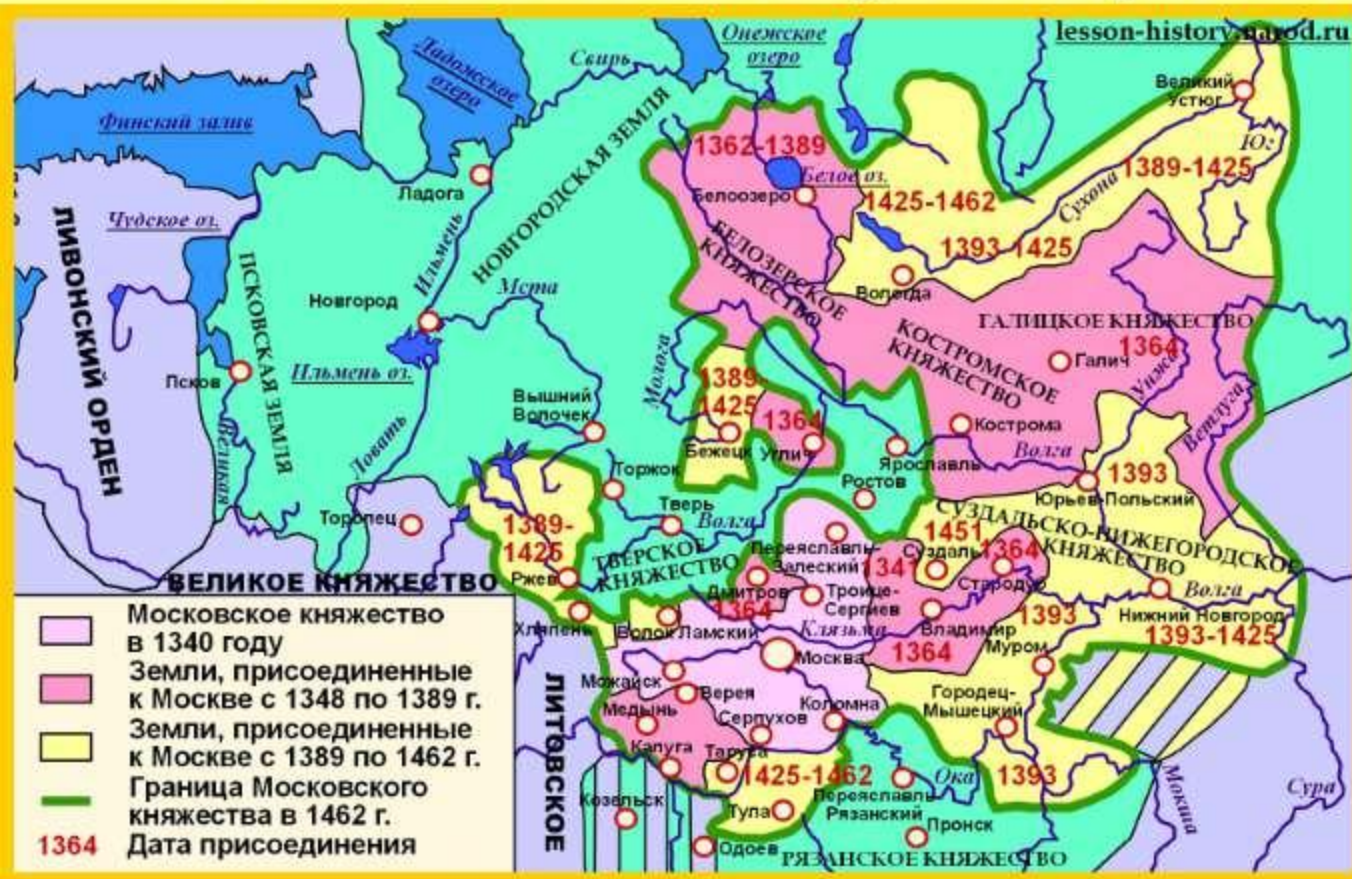 lesson-history.narod.ru
Финский залив
Ладожское
озеро
Свирь
Онежское
озеро
Великий
Устюг
Юг
Сухона
1389-1425
1362-1389
Белое оз.
Белоозеро
1425-1462
1393-1425
Вологда
БЕЛОЗЕРСКОЕ
КНЯЖЕСТВО
Ладога
Чудское оз.
ЛИВОНСКИЙ ОРДЕН
ПСКОВСКАЯ ЗЕМЛЯ
НОВГОРОДСКАЯ ЗЕМЛЯ
Ильмень
Новгород
Мста
Ильмень оз.
Псков
Великая
Ловать
Молога
Вышний
Волочек
1389-
1425
Бежецк
1364
Углич
КОСТРОМСКОЕ
КНЯЖЕСТВО
ГАЛИЦКОЕ КНЯЖЕСТВО
1364
Галич
Унжа
Ветлуга
Кострома
Волга
Ярославль
Ростов
1393
Юрьев-Польский
Торжок
Торопец
Тверь
Волга
1389-
1425
Ржев
ТВЕРСКОЕ
КНЯЖЕСТВО
Переяславль-
Залеский
1341
1451
Суздаль
1364
Стародуб
СУЗДАЛЬСКО-НИЖЕГОРОДСКОЕ
КНЯЖЕСТВО
Волга
Нижний Новгород
1393-1425
Дмитров
1364
Троице-
Сергиев
Клязьма
Владимир
1364
1393
Муром
ВЕЛИКОЕ КНЯЖЕСТВО
ЛИТОВСКОЕ
Хлепень
Волок Ламский
Москва
Можайск
Верея
Медынь
Серпухов
Коломна
Городец-
Мышецкий
Калуга
Таруса
1425-1462
Тула
Козельск
Одоев
Переяславль-
Рязанский
Ока
1393
Пронск
РЯЗАНСКОЕ КНЯЖЕСТВО
Мокша
Сура
Московское княжество
в 1340 году
Земли, присоединенные
к Москве с 1348 по 1389 г.
Земли, присоединенные
к Москве с 1389 по 1462 г.
Граница Московского
княжества в 1462 г.
1364 Дата присоединения